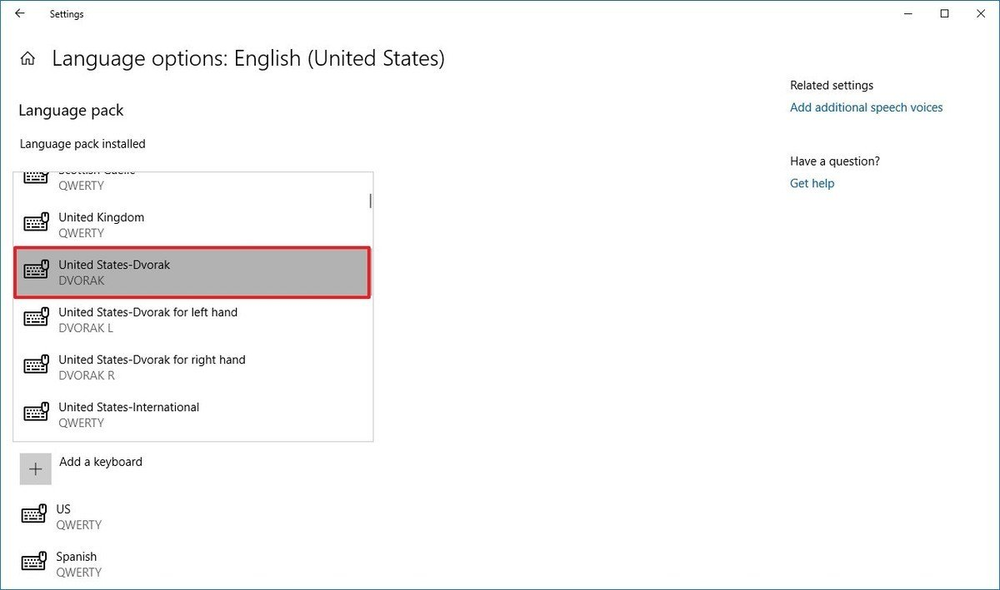 Settings
Language options: English (United States)
Language pack
Language pack installed
Scottish Gaelic
QWERTY
United Kingdom
QWERTY
United States-Dvorak
DVORAK
United States-Dvorak for left hand
DVORAK L
United States-Dvorak for right hand
DVORAK R
United States-International
QWERTY
Add a keyboard
US
QWERTY
Spanish
QWERTY
Related settings
Add additional speech voices
Have a question?
Get help